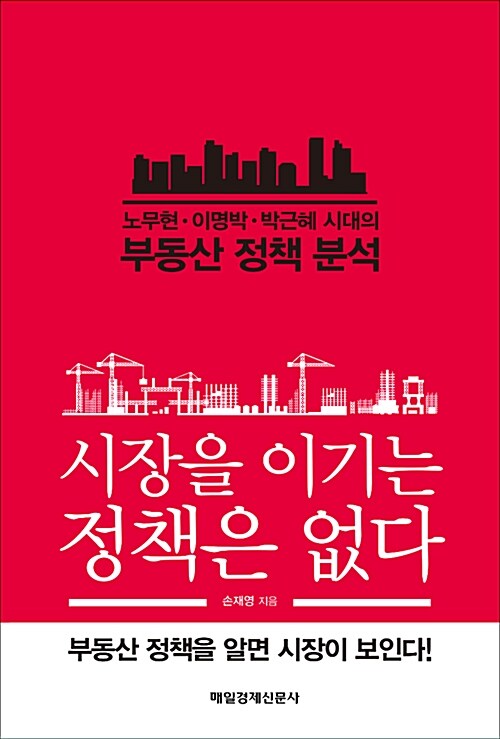 노무현·이명박·박근혜 시대의
부동산 정책 분석
시장을 이기는
정책은 없다
손재영 지음
부동산 정책을 알면 시장이 보인다!
매일경제신문사